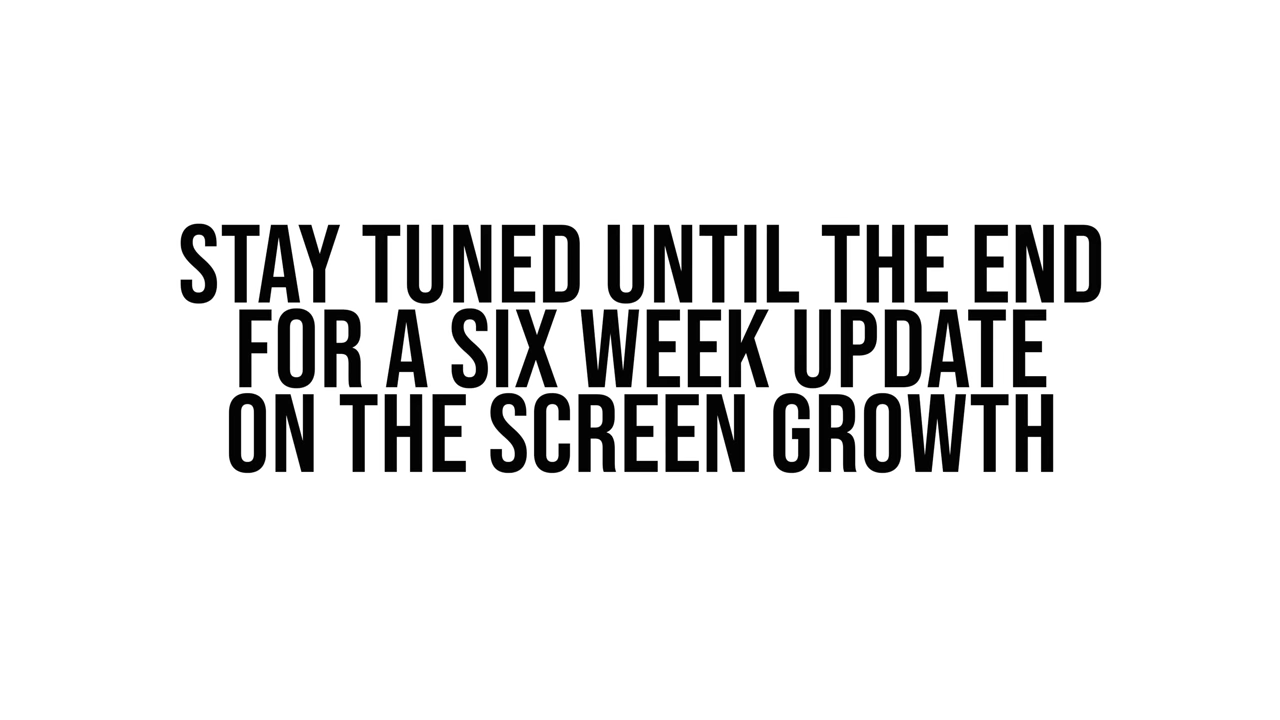 STAY TUNED UNTIL THE END
FOR A SIX WEEK UPDATE
ON THE SCREEN GROWTH